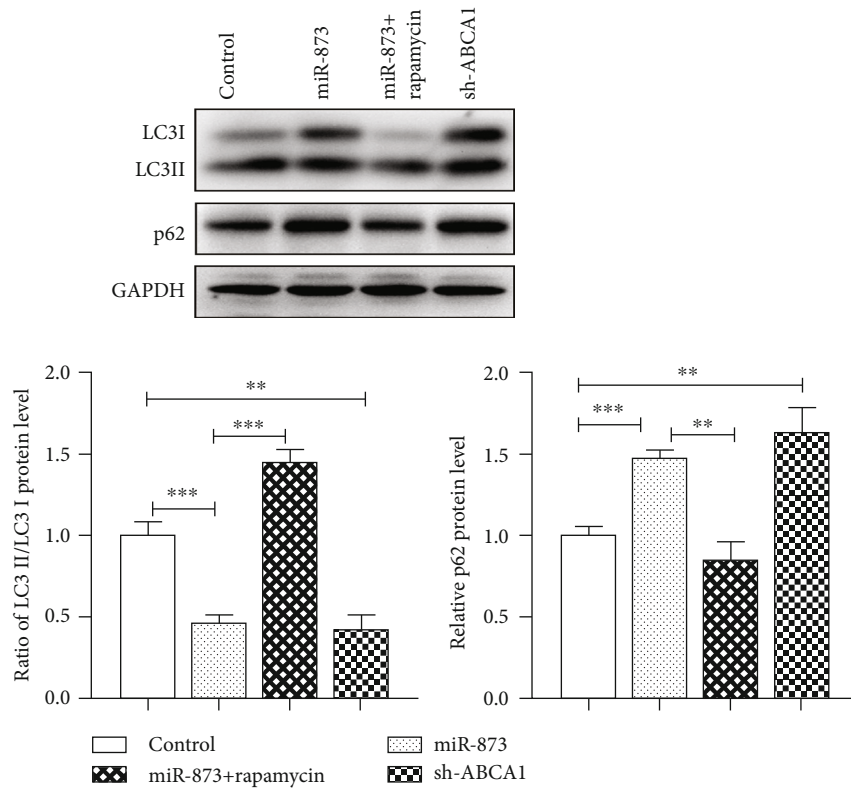 Control
miR-873
miR-873+
rapamycin
sh-ABCA1
LC3I
LC3II
p62
GAPDH
Ratio of LC3 II/LC3 I protein level
2.0
1.5
1.0
0.5
0.0
**
***
***
Relative p62 protein level
2.0
1.5
1.0
0.5
0.0
**
***
**
Control
miR-873
miR-873+rapamycin
sh-ABCA1